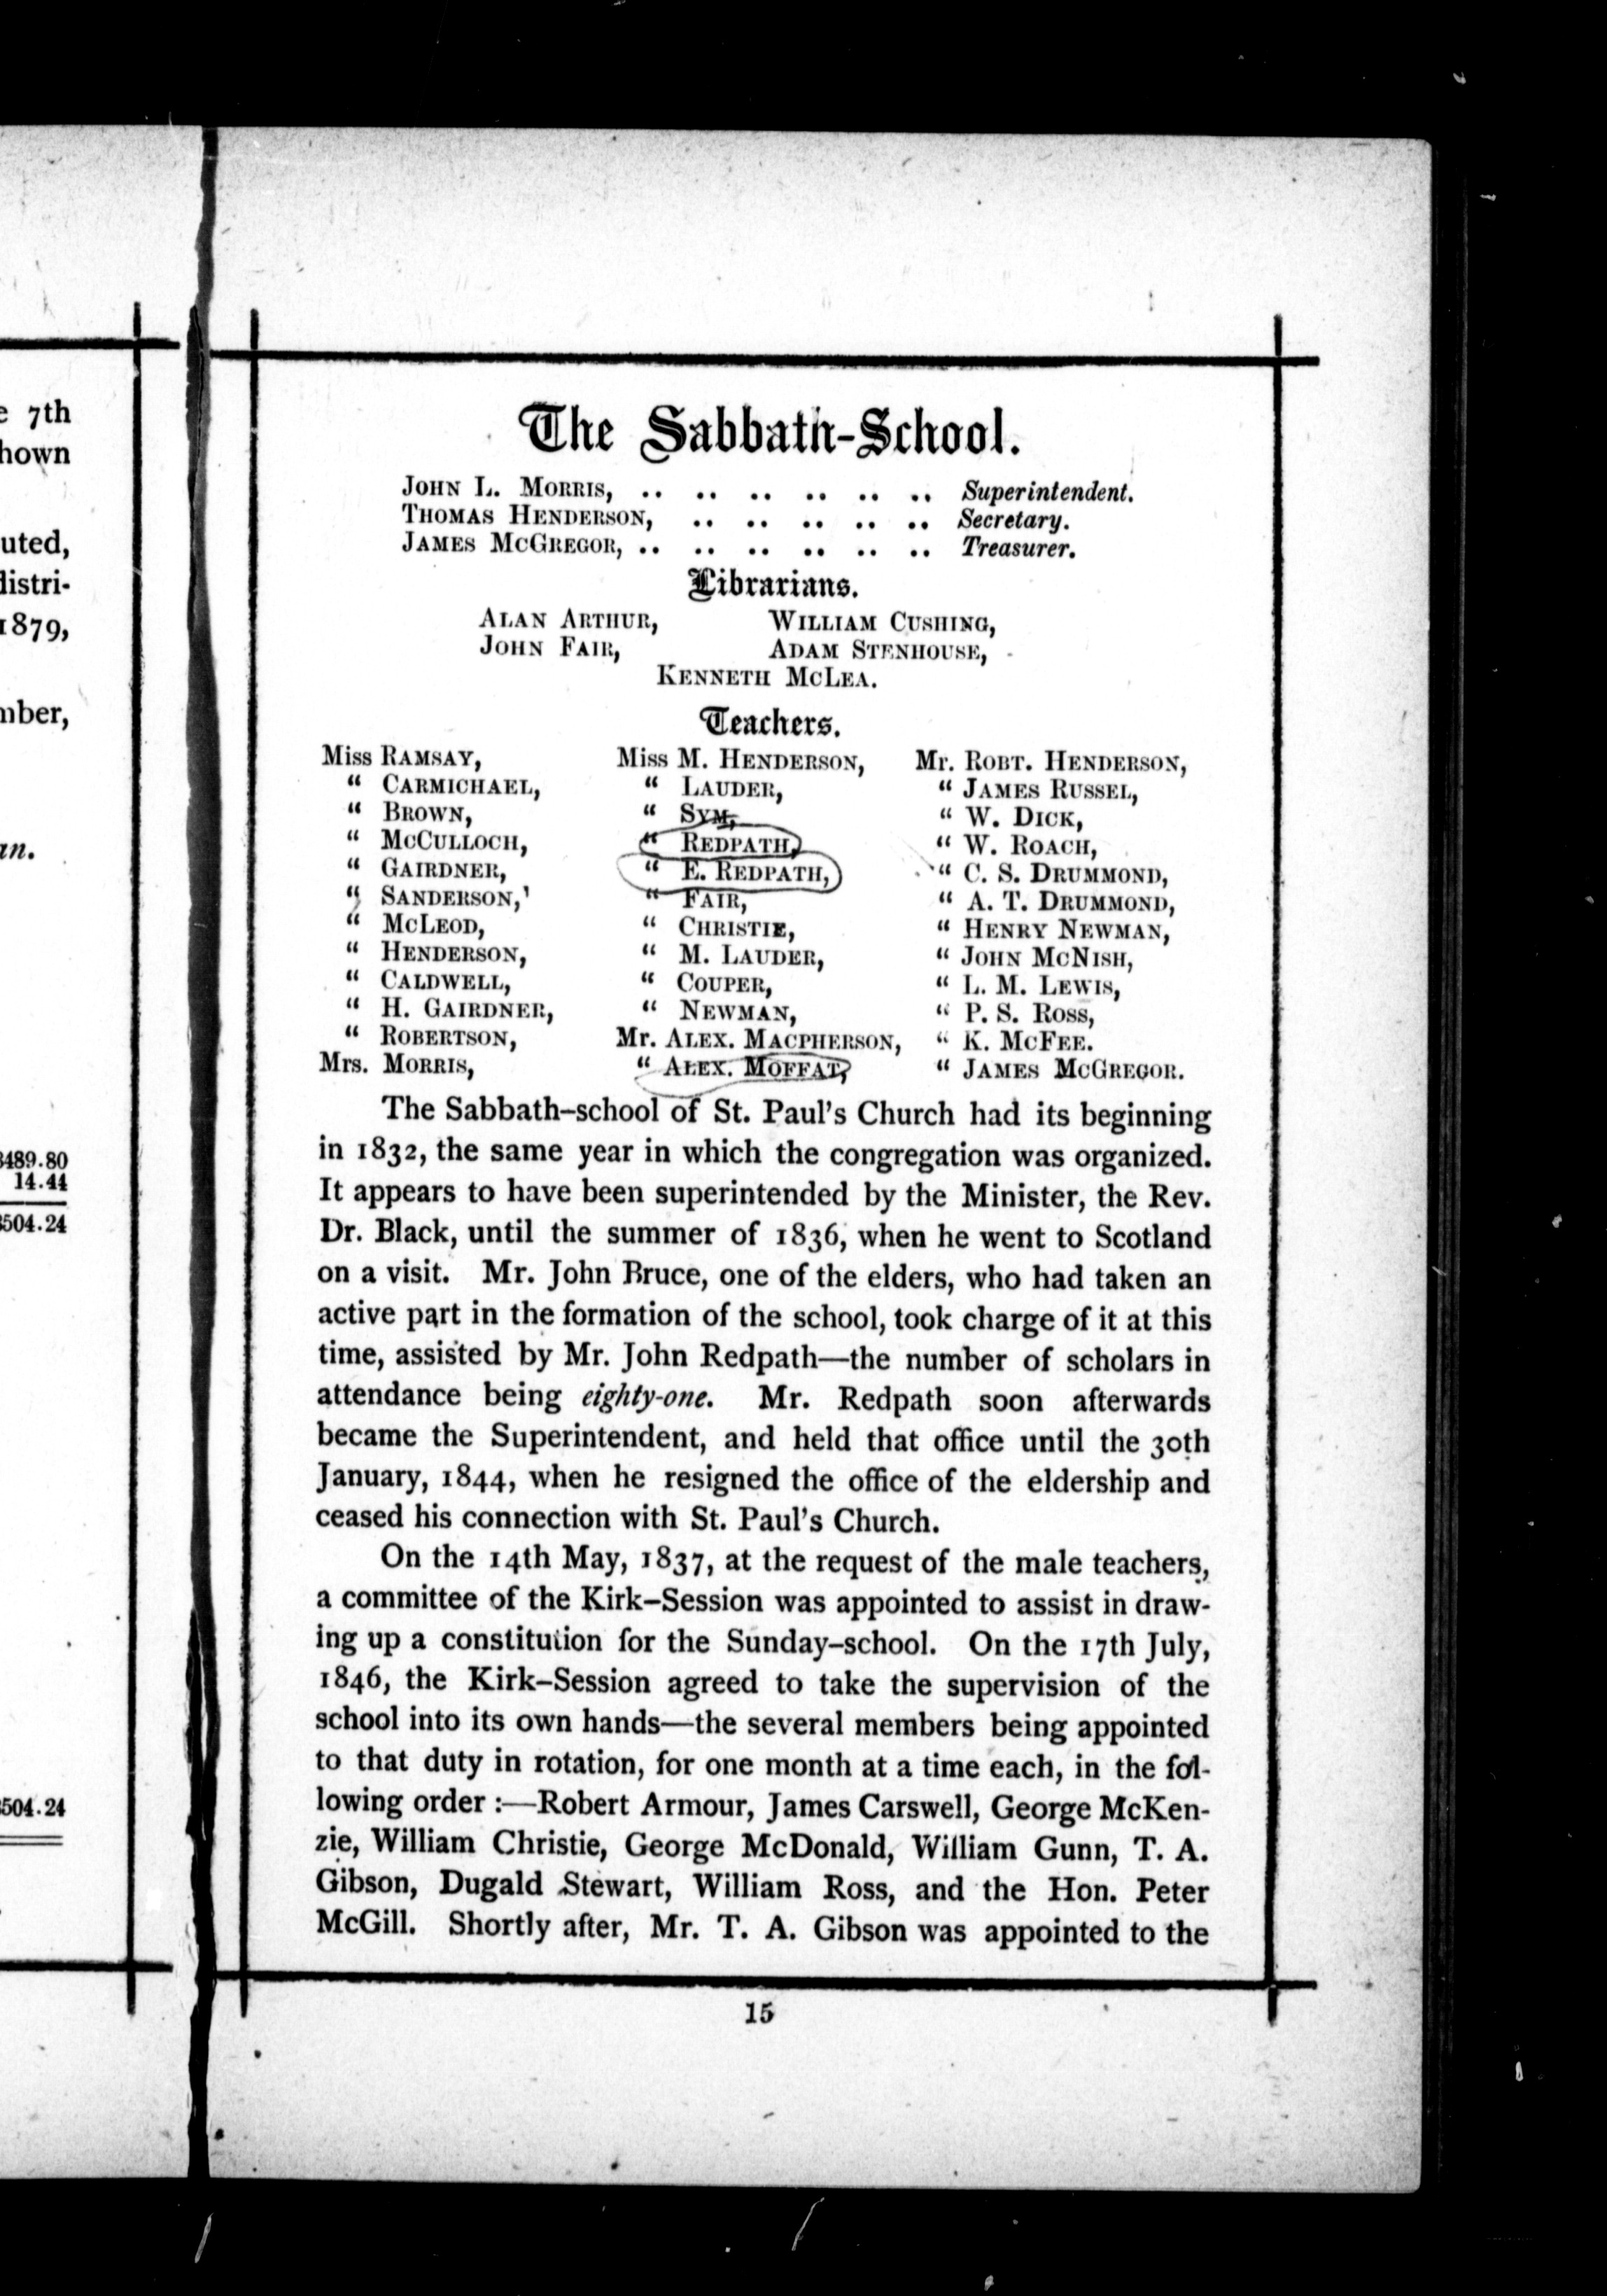 e 7th
hown
uted,
distri-
1879,
mber,
an.
489.80
14.44
504.24
504.24
The Sabbath-School.
JOHN L. MORRIS, .. .. .. .. .. .. Superintendent.
THOMAS HENDERSON, .. .. .. .. .. Secretary.
JAMES MCGREGOR, .. .. .. .. .. .. Treasurer.
Librarians.
ALAN ARTHUR, WILLIAM CUSHING,
JOHN FAIR, ADAM STENHOUSE,
KENNETH MCLEA.
Teachers.
Miss RAMSAY, Miss M. HENDERSON, Mr. ROBT. HENDERSON,
“ CARMICHAEL, “ LAUDER, “ JAMES RUSSEL,
“ BROWN, “ SYM, “ W. DICK,
“ MCCULLOCH, “ REDPATH, “ W. ROACH,
“ GAIRDNER, “ E. REDPATH, “ C. S. DRUMMOND,
“ SANDERSON, “ FAIR, “ A. T. DRUMMOND,
“ MCLEOD, “ CHRISTIE, “ HENRY NEWMAN,
“ HENDERSON, “ M. LAUDER, “ JOHN MCNISH,
“ CALDWELL, “ COUPER, “ L. M. LEWIS,
“ H. GAIRDNER, “ NEWMAN, “ P. S. ROSS,
“ ROBERTSON, Mr. ALEX. MACPHERSON, “ K. MCFEE.
Mrs. MORRIS, “ ALEX. MOFFAT, “ JAMES MCGREGOR.
The Sabbath-school of St. Paul's Church had its beginning
in 1832, the same year in which the congregation was organized.
It appears to have been superintended by the Minister, the Rev.
Dr. Black, until the summer of 1836, when he went to Scotland
on a visit. Mr. John Bruce, one of the elders, who had taken an
active part in the formation of the school, took charge of it at this
time, assisted by Mr. John Redpath—the number of scholars in
attendance being eighty-one. Mr. Redpath soon afterwards
became the Superintendent, and held that office until the 30th
January, 1844, when he resigned the office of the eldership and
ceased his connection with St. Paul's Church.
On the 14th May, 1837, at the request of the male teachers,
a committee of the Kirk-Session was appointed to assist in draw-
ing up a constitution for the Sunday-school. On the 17th July,
1846, the Kirk-Session agreed to take the supervision of the
school into its own hands—the several members being appointed
to that duty in rotation, for one month at a time each, in the fol-
lowing order :—Robert Armour, James Carswell, George McKen-
zie, William Christie, George McDonald, William Gunn, T. A.
Gibson, Dugald Stewart, William Ross, and the Hon. Peter
McGill. Shortly after, Mr. T. A. Gibson was appointed to the
15